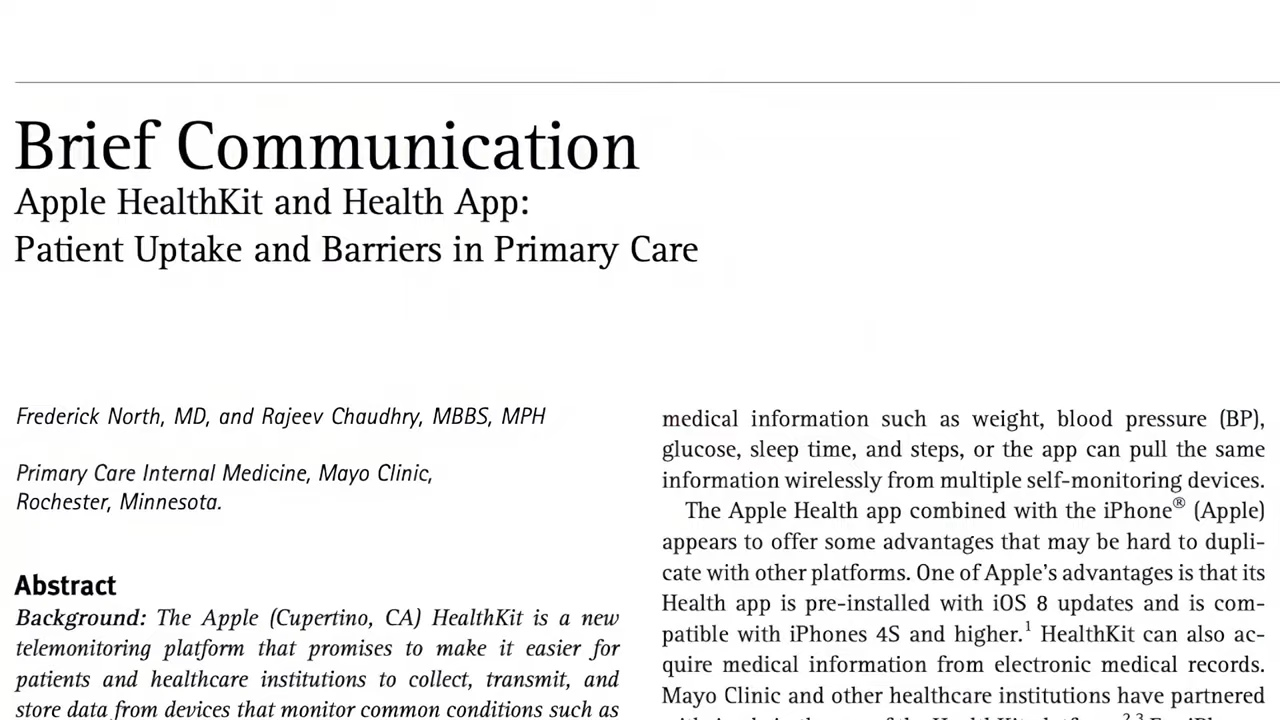 Brief Communication
Apple HealthKit and Health App:
Patient Uptake and Barriers in Primary Care
Frederick North, MD, and Rajeev Chaudhry, MBBS, MPH
Primary Care Internal Medicine, Mayo Clinic,
Rochester, Minnesota.
Abstract
Background: The Apple (Cupertino, CA) HealthKit is a new
telemonitoring platform that promises to make it easier for
patients and healthcare institutions to collect, transmit, and
store data from devices that monitor common conditions such as
medical information such as weight, blood pressure (BP),
glucose, sleep time, and steps, or the app can pull the same
information wirelessly from multiple self-monitoring devices.
The Apple Health app combined with the iPhone® (Apple)
appears to offer some advantages that may be hard to dupli-
cate with other platforms. One of Apple's advantages is that its
Health app is pre-installed with iOS 8 updates and is com-
patible with iPhones 4S and higher.1 HealthKit can also ac-
quire medical information from electronic medical records.
Mayo Clinic and other healthcare institutions have partnered